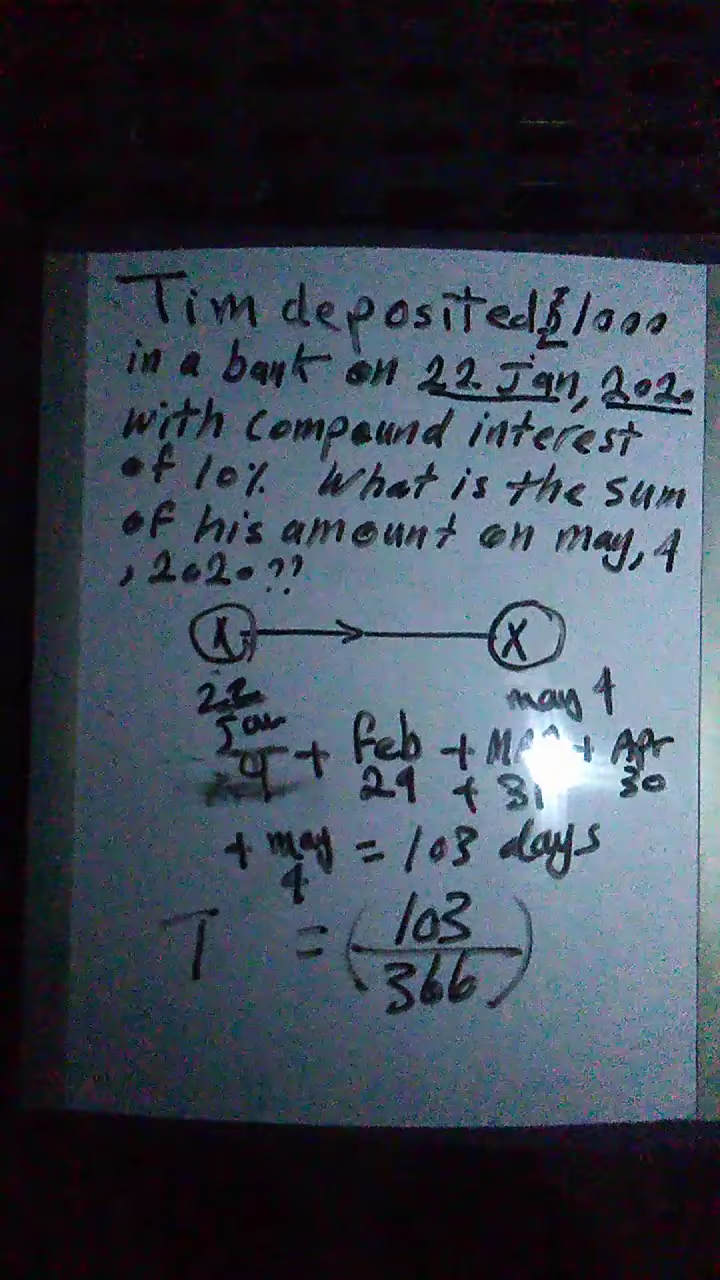 Tim deposited $1000
in a bank on 22 Jan, 2020
with compound interest
of 10% What is the sum
of his amount on may, 4
, 2020 ??
X X
22 may 4
Jan + Feb + MAR + Apr
9 29 + 31 30
+ may = 103 days
4
T = (103
366)